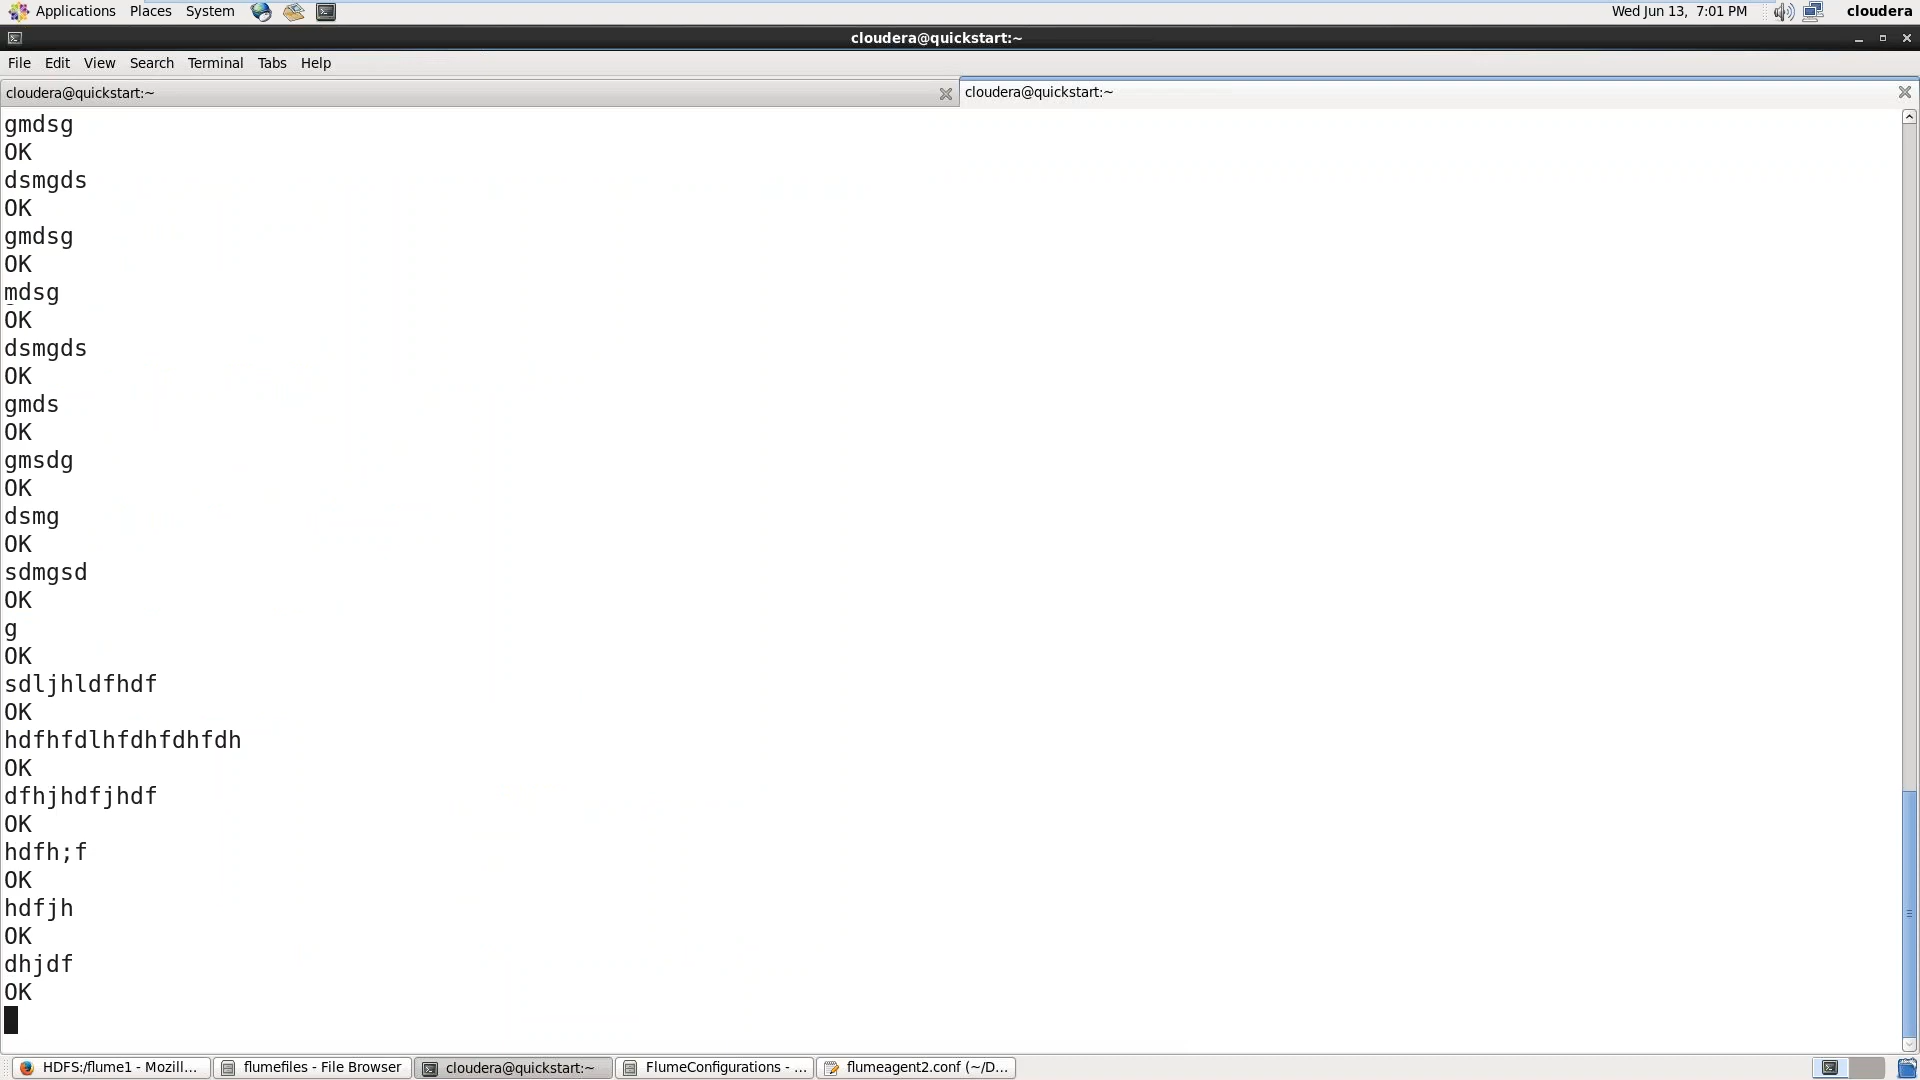 Applications Places System Wed Jun 13, 7:01 PM cloudera
cloudera@quickstart:~
File Edit View Search Terminal Tabs Help
cloudera@quickstart:~ cloudera@quickstart:~
gmdsg
OK
dsmgds
OK
gmdsg
OK
mdsg
OK
dsmgds
OK
gmds
OK
gmsdg
OK
dsmg
OK
sdmgsd
OK
g
OK
sdljhldfhdf
OK
hdfhfdlhfdhfdhfdh
OK
dfhjhdfjhdf
OK
hdfh;f
OK
hdfjh
OK
dhjdf
OK
HDFS:/flume1 - Mozill... flumefiles - File Browser cloudera@quickstart:~ FlumeConfigurations - ... flumeagent2.conf (~/D...